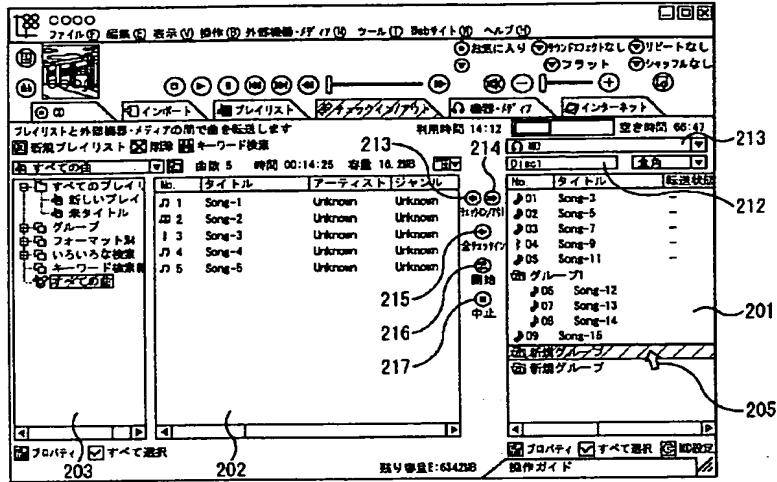 ○○○○
ファイル(F) 編集(E) 表示(V) 操作(B) 外部機器・メディア(U) ツール(T) Webサイト(W) ヘルプ(H)
お気に入り サウンドエフェクトなし リピートなし
フラット シャッフルなし
CD インポート プレイリスト チェックイン/アウト 機器・メディア インターネット
プレイリストと外部機器・メディアの間で曲を転送します
利用時間 14:12 空き時間 66:47
新規プレイリスト 削除 キーワード検索
213
214
213
MD
すべての曲 曲数 5 時間 00:14:25 容量 16.2MB
Disc1 全角
212
すべてのプレイリ
新しいプレイ
未タイトル
グループ
フォーマット別
いろいろな検索
キーワード検索
すべての曲
No. タイトル アーティスト ジャンル
1 Song-1 Unknown Unknown
2 Song-2 Unknown Unknown
3 Song-3 Unknown Unknown
4 Song-4 Unknown Unknown
5 Song-5 Unknown Unknown
チェックイン/アウト
全チェックイン
215
開始
216
中止
217
No. タイトル 転送状態
01 Song-3 -
02 Song-5 -
03 Song-7 -
04 Song-9 -
05 Song-11 -
グループ1
06 Song-12
07 Song-13
08 Song-14
09 Song-15
新規グループ
新規グループ
201
205
プロパティ すべて選択
203
202
残り容量E:6342MB
プロパティ すべて選択 MD設定
操作ガイド